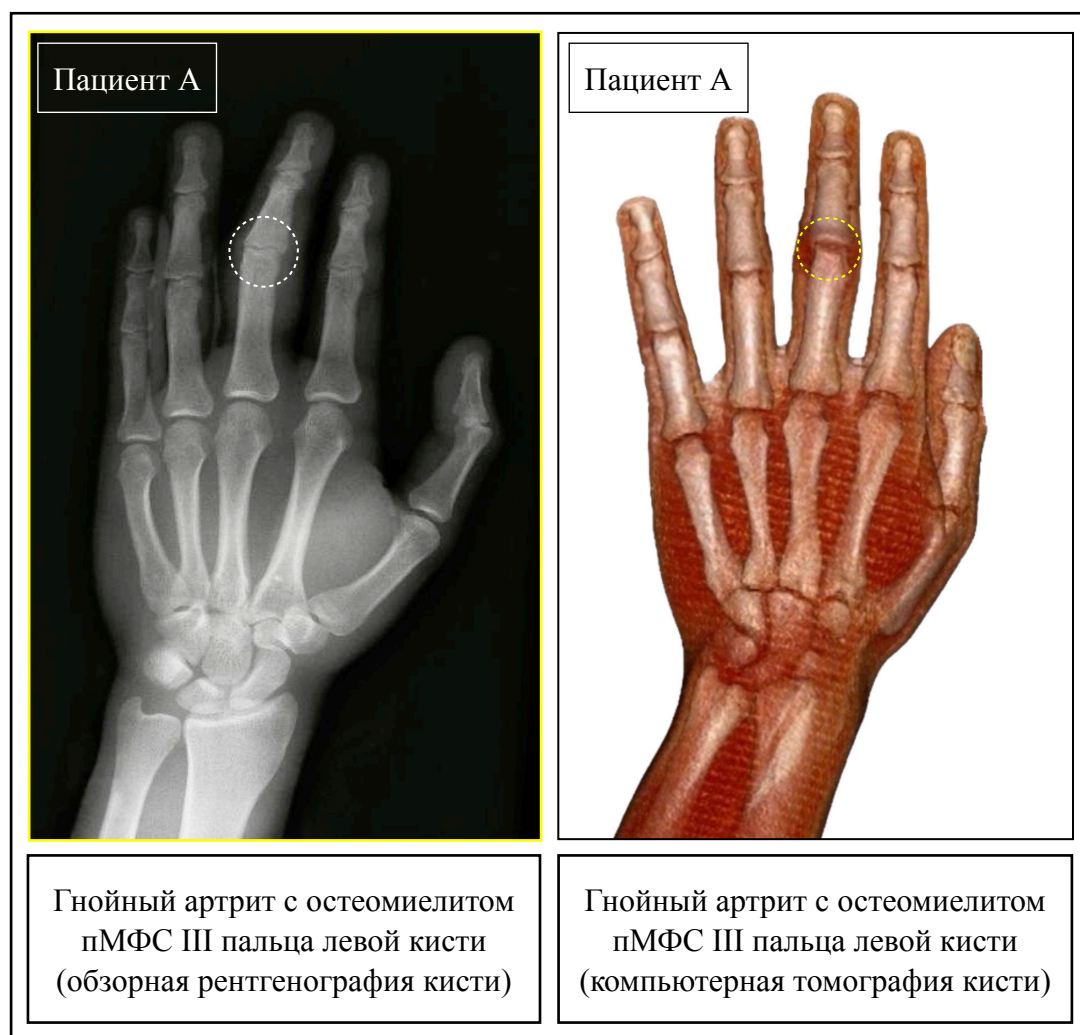 Пациент А
Пациент А
Гнойный артрит с остеомиелитом
пМФС III пальца левой кисти
(обзорная рентгенография кисти)
Гнойный артрит с остеомиелитом
пМФС III пальца левой кисти
(компьютерная томография кисти)